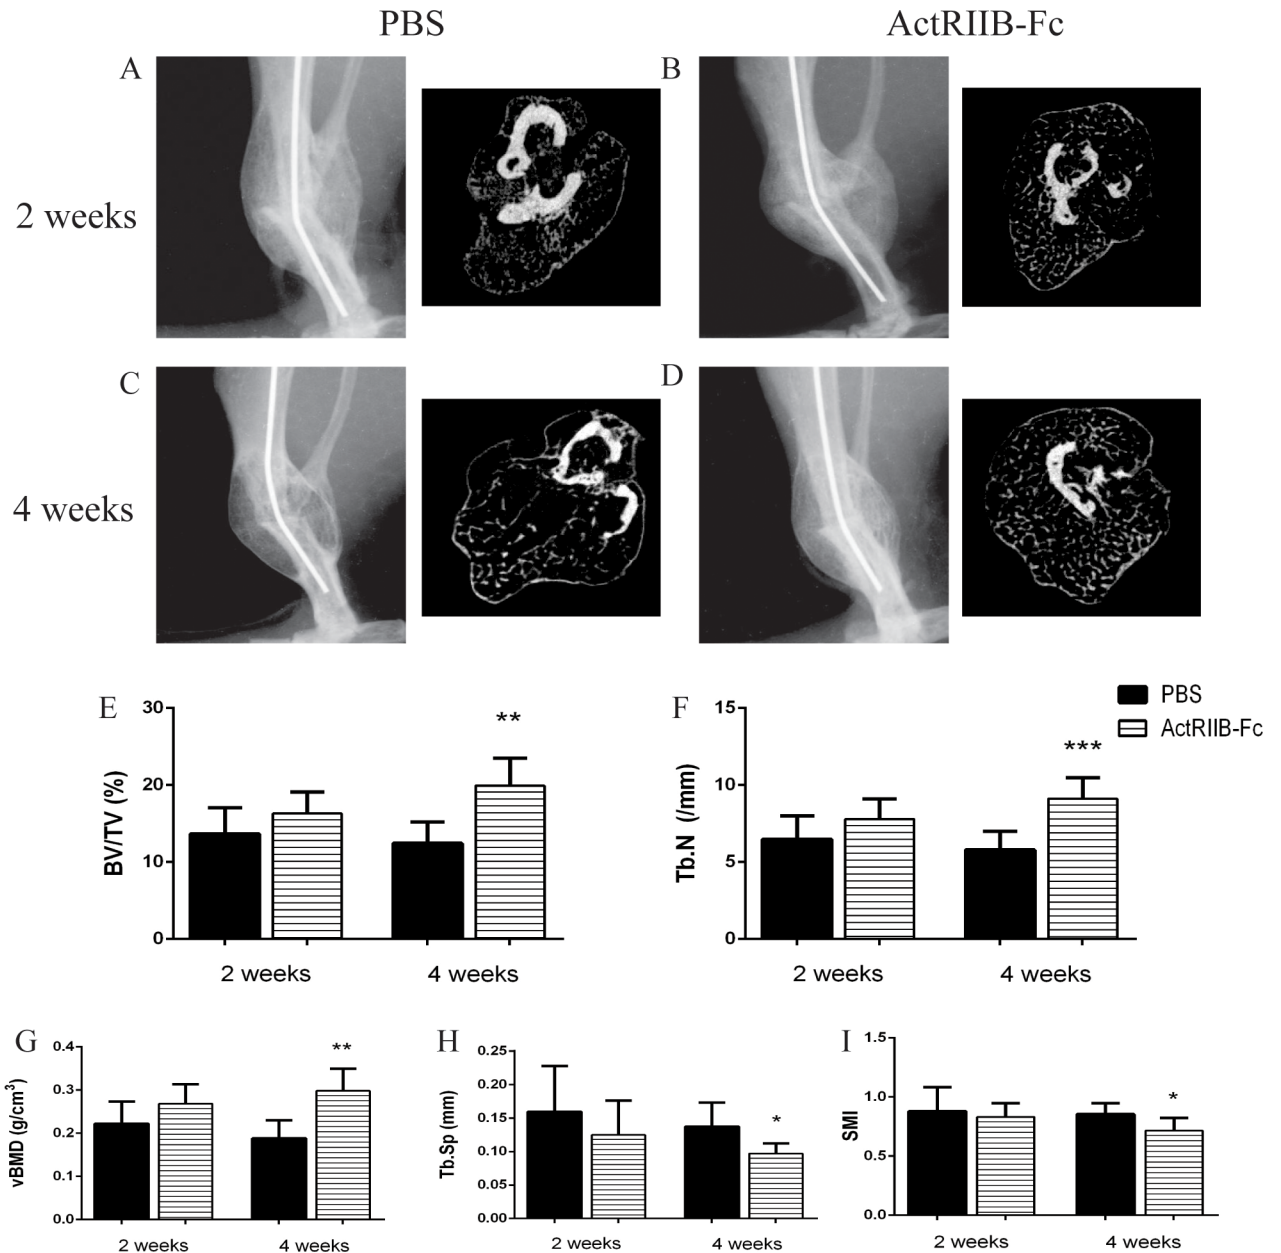 PBS ActRIIB-Fc
A B
2 weeks
C D
4 weeks
E
30
20
10
0
BV/TV (%)
**
2 weeks 4 weeks
F
15
10
5
0
Tb.N (/mm)
***
2 weeks 4 weeks
PBS
ActRIIB-Fc
G
0.4
0.3
0.2
0.1
0.0
vBMD (g/cm³)
**
2 weeks 4 weeks
H
0.25
0.20
0.15
0.10
0.05
0.00
Tb.Sp (mm)
*
2 weeks 4 weeks
I
1.5
1.0
0.5
0.0
SMI
*
2 weeks 4 weeks